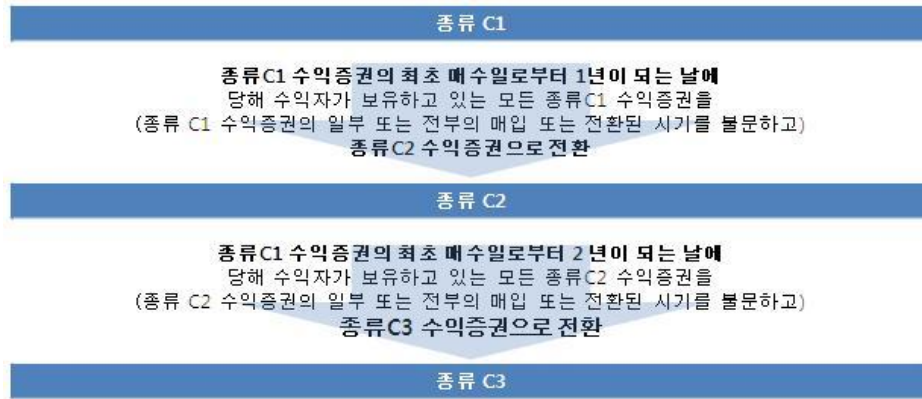 종류 C1
종류C1 수익증권의 최초 매수일로부터 1년이 되는 날에
당해 수익자가 보유하고 있는 모든 종류C1 수익증권을
(종류 C1 수익증권의 일부 또는 전부의 매입 또는 전환된 시기를 불문하고)
종류C2 수익증권으로 전환
종류 C2
종류C1 수익증권의 최초 매수일로부터 2년이 되는 날에
당해 수익자가 보유하고 있는 모든 종류C2 수익증권을
(종류 C2 수익증권의 일부 또는 전부의 매입 또는 전환된 시기를 불문하고)
종류C3 수익증권으로 전환
종류 C3